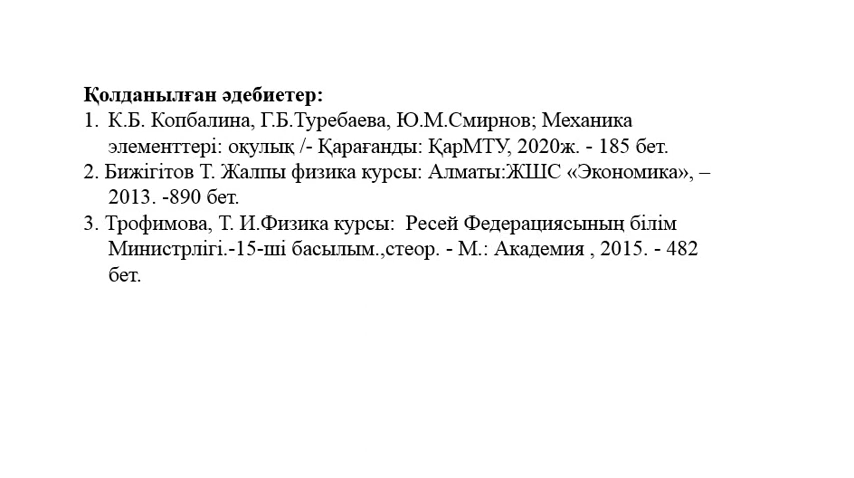 Қолданылған әдебиетер:
1. К.Б. Копбалина, Г.Б.Туребаева, Ю.М.Смирнов; Механика
элементтері: оқулық /- Қарағанды: ҚарМТУ, 2020ж. - 185 бет.
2. Бижігітов Т. Жалпы физика курсы: Алматы:ЖШС «Экономика», –
2013. -890 бет.
3. Трофимова, Т. И.Физика курсы:  Ресей Федерациясының білім
Министрлігі.-15-ші басылым.,стеор. - М.: Академия , 2015. - 482
бет.